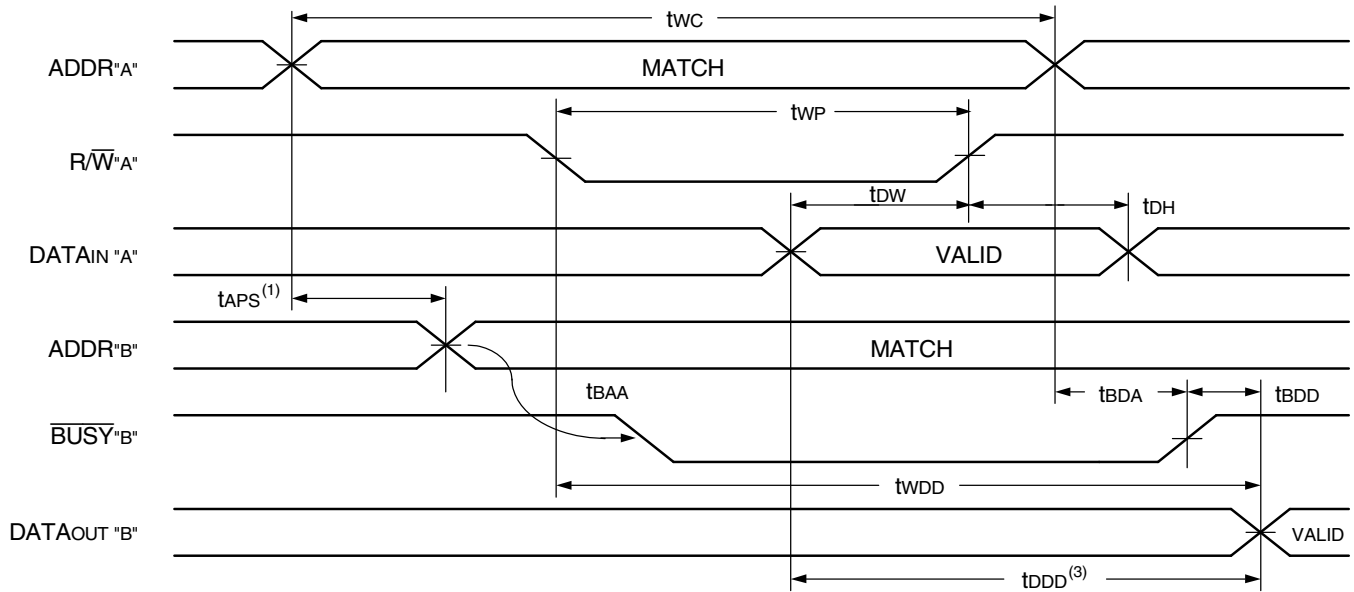 tWC
ADDR"A" MATCH
tWP
R/W̅"A"
tDW tDH
DATAIN "A" VALID
tAPS(1)
ADDR"B" MATCH
tBAA tBDA tBDD
B̅U̅S̅Y̅"B"
tWDD
DATAOUT "B" VALID
tDDD(3)